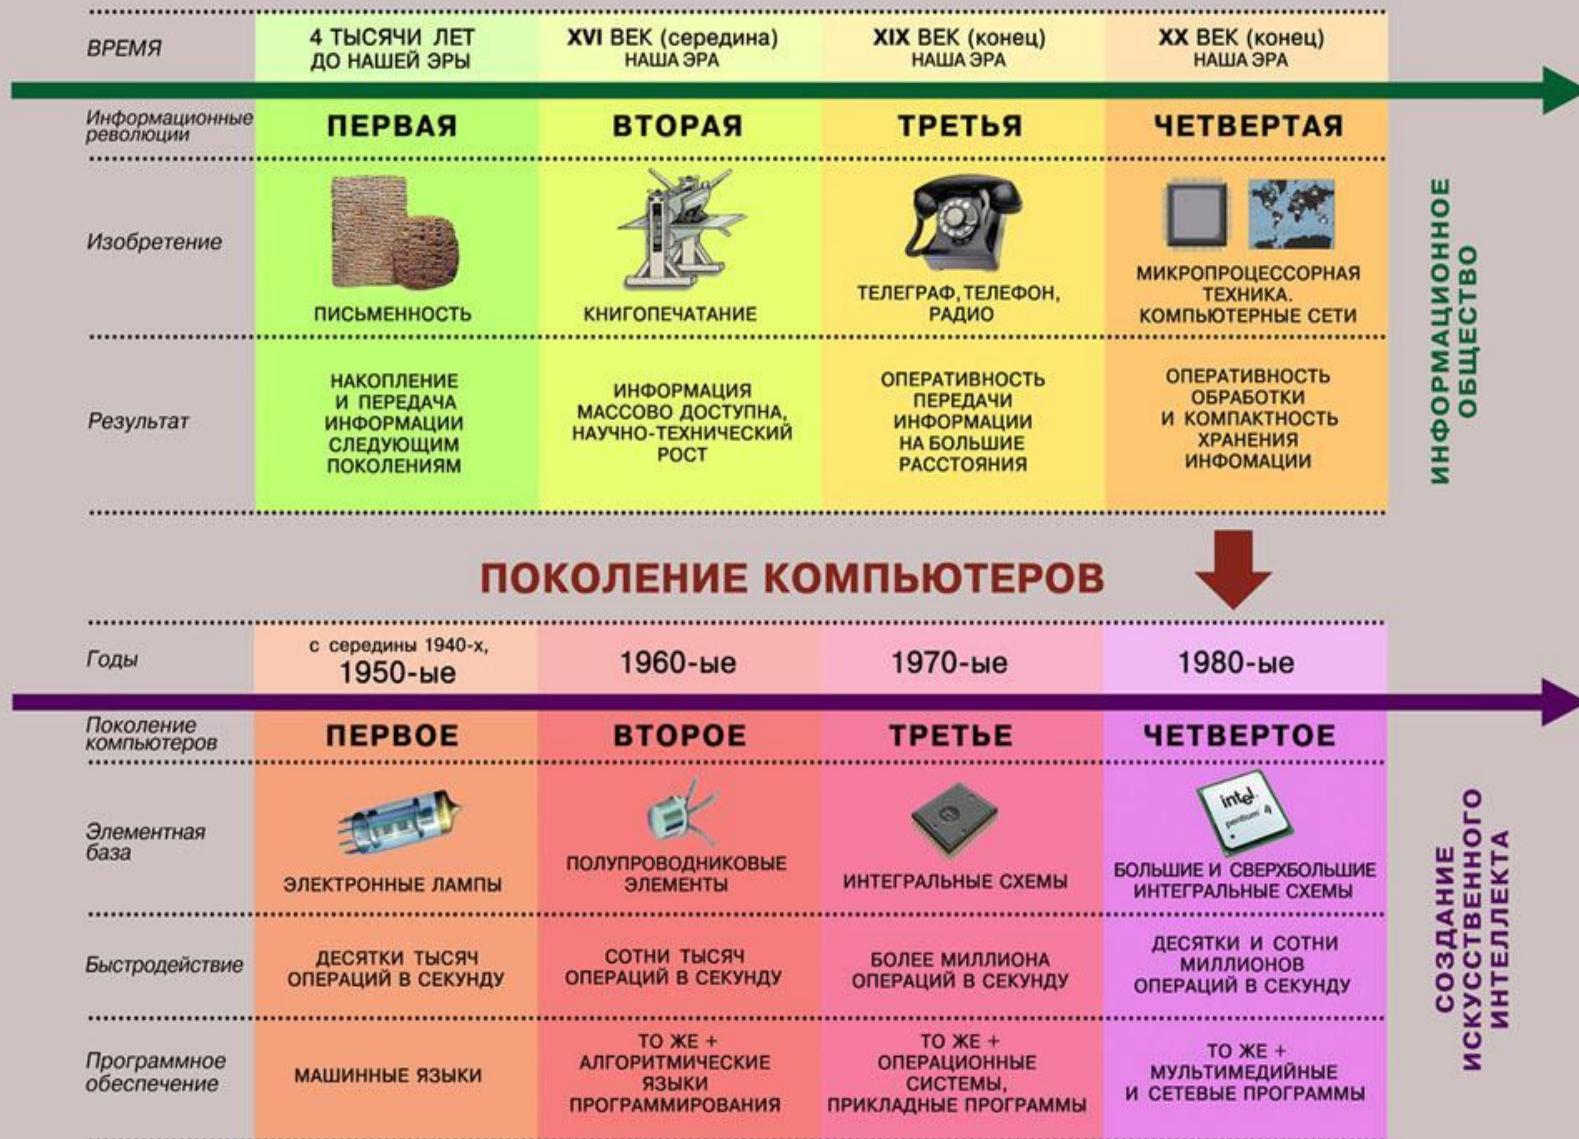 ВРЕМЯ
4 ТЫСЯЧИ ЛЕТ
ДО НАШЕЙ ЭРЫ
XVI ВЕК (середина)
НАША ЭРА
XIX ВЕК (конец)
НАША ЭРА
XX ВЕК (конец)
НАША ЭРА
Информационные
революции
ПЕРВАЯ
ВТОРАЯ
ТРЕТЬЯ
ЧЕТВЕРТАЯ
Изобретение
ПИСЬМЕННОСТЬ
КНИГОПЕЧАТАНИЕ
ТЕЛЕГРАФ, ТЕЛЕФОН,
РАДИО
МИКРОПРОЦЕССОРНАЯ
ТЕХНИКА.
КОМПЬЮТЕРНЫЕ СЕТИ
Результат
НАКОПЛЕНИЕ
И ПЕРЕДАЧА
ИНФОРМАЦИИ
СЛЕДУЮЩИМ
ПОКОЛЕНИЯМ
ИНФОРМАЦИЯ
МАССОВО ДОСТУПНА,
НАУЧНО-ТЕХНИЧЕСКИЙ
РОСТ
ОПЕРАТИВНОСТЬ
ПЕРЕДАЧИ
ИНФОРМАЦИИ
НА БОЛЬШИЕ
РАССТОЯНИЯ
ОПЕРАТИВНОСТЬ
ОБРАБОТКИ
И КОМПАКТНОСТЬ
ХРАНЕНИЯ
ИНФОМАЦИИ
ИНФОРМАЦИОННОЕ
ОБЩЕСТВО
ПОКОЛЕНИЕ КОМПЬЮТЕРОВ
Годы
с середины 1940-х,
1950-ые
1960-ые
1970-ые
1980-ые
Поколение
компьютеров
ПЕРВОЕ
ВТОРОЕ
ТРЕТЬЕ
ЧЕТВЕРТОЕ
Элементная
база
ЭЛЕКТРОННЫЕ ЛАМПЫ
ПОЛУПРОВОДНИКОВЫЕ
ЭЛЕМЕНТЫ
ИНТЕГРАЛЬНЫЕ СХЕМЫ
intel
pentium 4
БОЛЬШИЕ И СВЕРХБОЛЬШИЕ
ИНТЕГРАЛЬНЫЕ СХЕМЫ
Быстродействие
ДЕСЯТКИ ТЫСЯЧ
ОПЕРАЦИЙ В СЕКУНДУ
СОТНИ ТЫСЯЧ
ОПЕРАЦИЙ В СЕКУНДУ
БОЛЕЕ МИЛЛИОНА
ОПЕРАЦИЙ В СЕКУНДУ
ДЕСЯТКИ И СОТНИ
МИЛЛИОНОВ
ОПЕРАЦИЙ В СЕКУНДУ
Программное
обеспечение
МАШИННЫЕ ЯЗЫКИ
ТО ЖЕ +
АЛГОРИТМИЧЕСКИЕ
ЯЗЫКИ
ПРОГРАММИРОВАНИЯ
ТО ЖЕ +
ОПЕРАЦИОННЫЕ
СИСТЕМЫ,
ПРИКЛАДНЫЕ ПРОГРАММЫ
ТО ЖЕ +
МУЛЬТИМЕДИЙНЫЕ
И СЕТЕВЫЕ ПРОГРАММЫ
СОЗДАНИЕ
ИСКУССТВЕННОГО
ИНТЕЛЛЕКТА